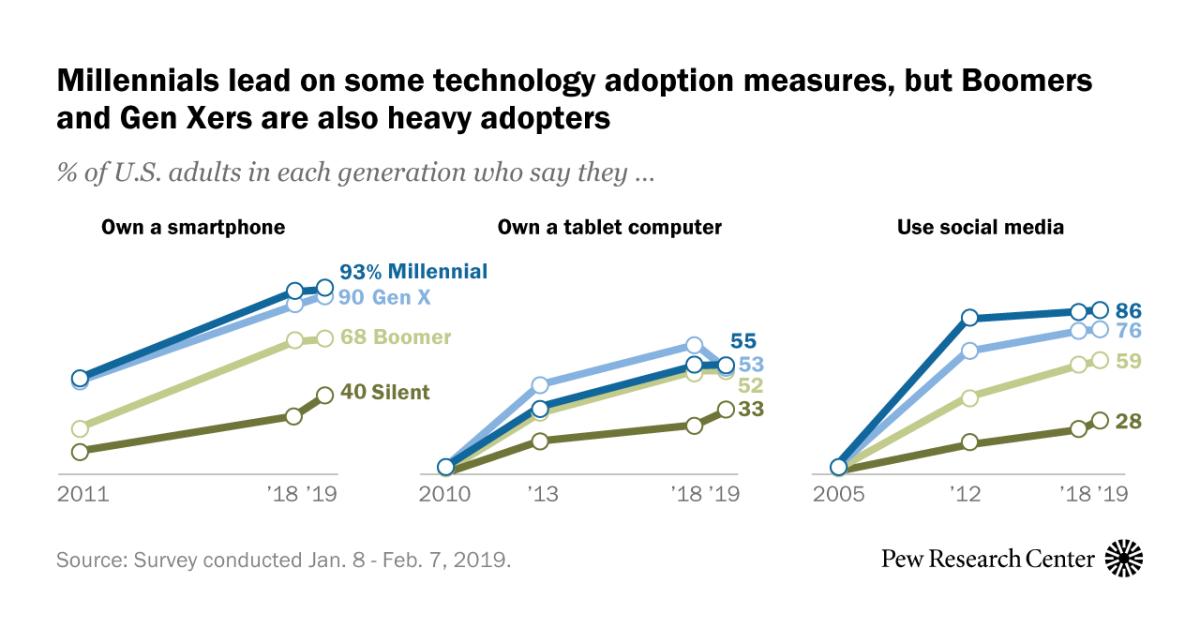 Millennials lead on some technology adoption measures, but Boomers
and Gen Xers are also heavy adopters
% of U.S. adults in each generation who say they ...
Own a smartphone
93% Millennial
90 Gen X
68 Boomer
40 Silent
2011 '18 '19
Own a tablet computer
55
53
52
33
2010 '13 '18 '19
Use social media
86
76
59
28
2005 '12 '18 '19
Source: Survey conducted Jan. 8 - Feb. 7, 2019.
Pew Research Center